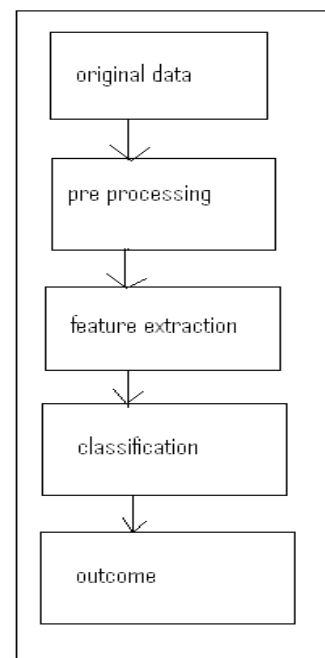 original data
pre processing
feature extraction
classification
outcome